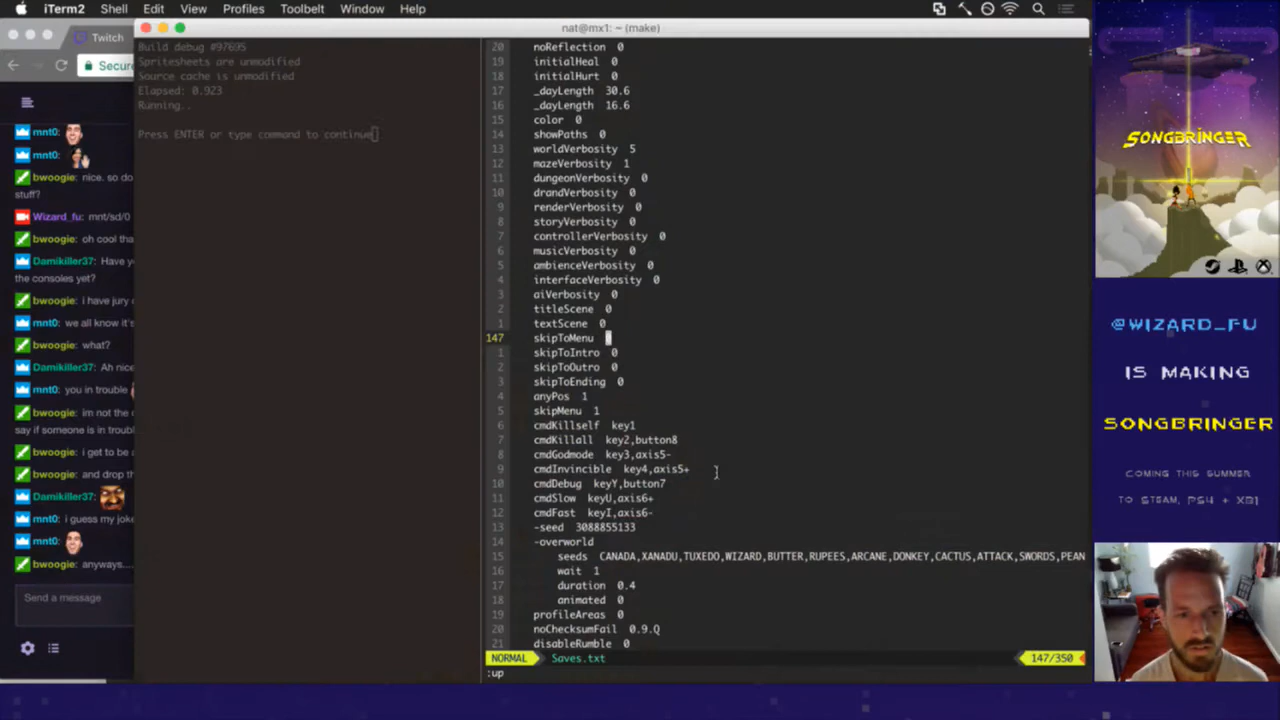 iTerm2 Shell Edit View Profiles Toolbelt Window Help
Twitch
Secure
mnt0:
mnt0:
bwoogie: nice. so do
stuff?
Wizard_fu: mnt/sd/0
bwoogie: oh cool tha
Damikiller37: Have yo
the consoles yet?
bwoogie: i have jury d
mnt0: we all know it's
bwoogie: what?
Damikiller37: Ah nice
mnt0: you in trouble
bwoogie: im not the o
say if someone is in troub
bwoogie: i get to be a
bwoogie: and drop th
Damikiller37:
mnt0: i guess my joke
mnt0:
bwoogie: anyways....
Send a message
nat@mx1: ~ (make)
Build debug #97695
Spritesheets are unmodified
Source cache is unmodified
Elapsed: 0.923
Running..
Press ENTER or type command to continue
20 noReflection 0
19 initialHeal 0
18 initialHurt 0
17 _dayLength 30.6
16 _dayLength 16.6
15 color 0
14 showPaths 0
13 worldVerbosity 5
12 mazeVerbosity 1
11 dungeonVerbosity 0
10 drandVerbosity 0
9 renderVerbosity 0
8 storyVerbosity 0
7 controllerVerbosity 0
6 musicVerbosity 0
5 ambienceVerbosity 0
4 interfaceVerbosity 0
3 aiVerbosity 0
2 titleScene 0
1 textScene 0
147 skipToMenu
1 skipToIntro 0
2 skipToOutro 0
3 skipToEnding 0
4 anyPos 1
5 skipMenu 1
6 cmdKillself key1
7 cmdKillall key2,button8
8 cmdGodmode key3,axis5-
9 cmdInvincible key4,axis5+
10 cmdDebug keyY,button7
11 cmdSlow keyU,axis6+
12 cmdFast keyI,axis6-
13 -seed 3088855133
14 -overworld
15 seeds CANADA,XANADU,TUXEDO,WIZARD,BUTTER,RUPEES,ARCANE,DONKEY,CACTUS,ATTACK,SWORDS,PEAN
16 wait 1
17 duration 0.4
18 animated 0
19 profileAreas 0
20 noChecksumFail 0.9.Q
21 disableRumble 0
NORMAL Saves.txt 147/350
:up
SONGBRINGER
@WIZARD_FU
IS MAKING
SONGBRINGER
COMING THIS SUMMER
TO STEAM, PS4 + XB1